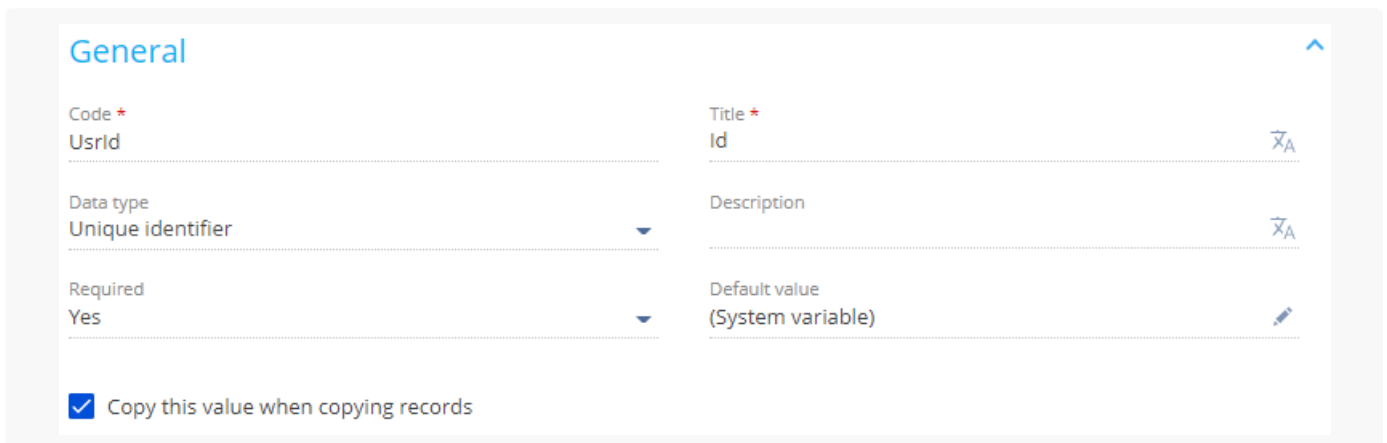 General
Code *
UsrId
Title *
Id
Data type
Unique identifier
Description
Required
Yes
Default value
(System variable)
Copy this value when copying records